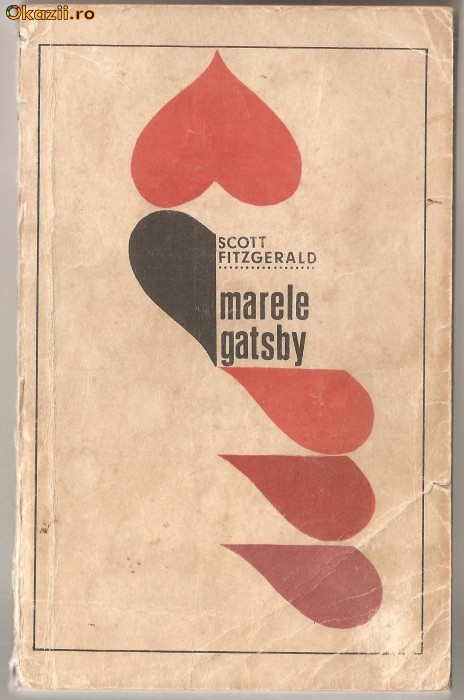 Okazii.ro
SCOTT
FITZGERALD
marele
gatsby